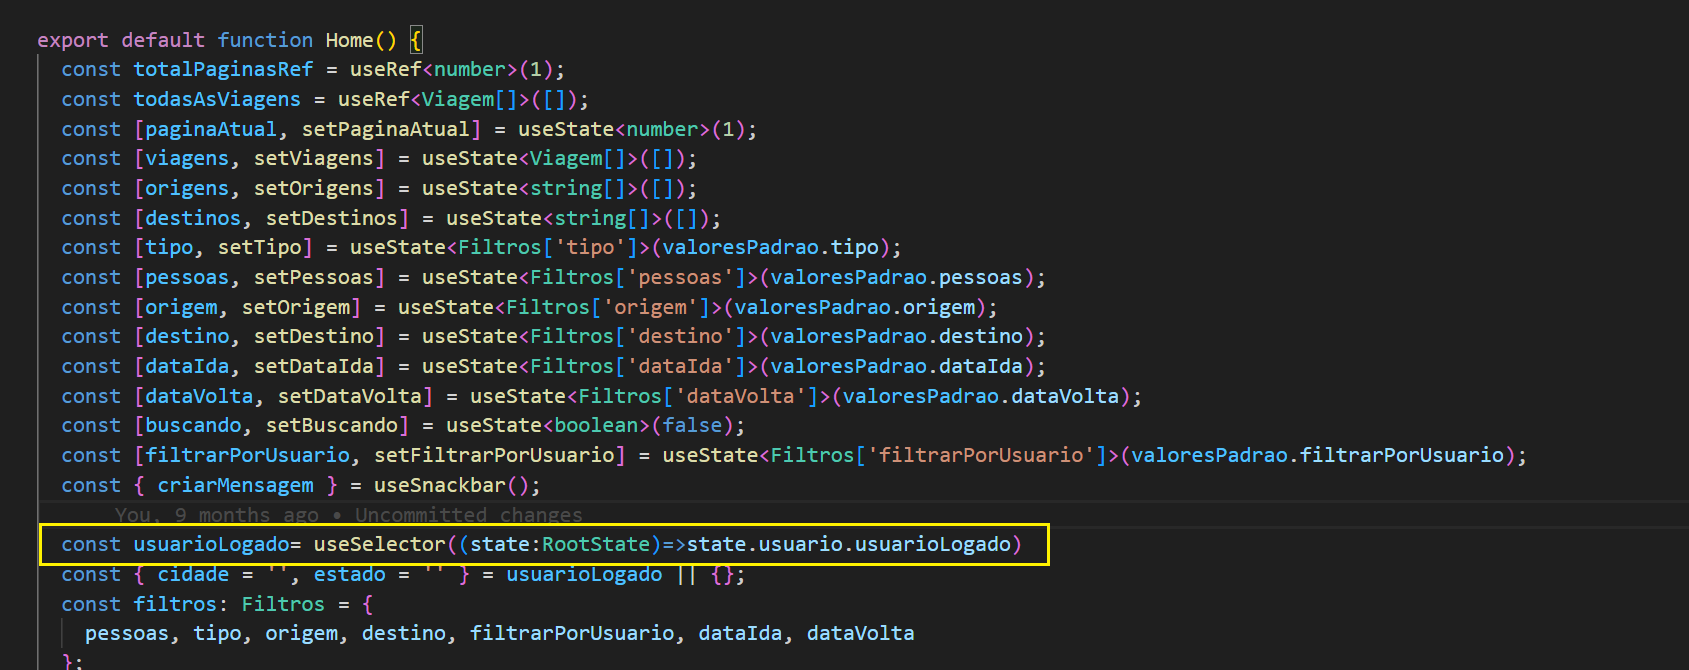 export default function Home() {
const totalPaginasRef = useRef<number>(1);
const todasAsViagens = useRef<Viagem[]>([]);
const [paginaAtual, setPaginaAtual] = useState<number>(1);
const [viagens, setViagens] = useState<Viagem[]>([]);
const [origens, setOrigens] = useState<string[]>([]);
const [destinos, setDestinos] = useState<string[]>([]);
const [tipo, setTipo] = useState<Filtros['tipo']>(valoresPadrao.tipo);
const [pessoas, setPessoas] = useState<Filtros['pessoas']>(valoresPadrao.pessoas);
const [origem, setOrigem] = useState<Filtros['origem']>(valoresPadrao.origem);
const [destino, setDestino] = useState<Filtros['destino']>(valoresPadrao.destino);
const [dataIda, setDataIda] = useState<Filtros['dataIda']>(valoresPadrao.dataIda);
const [dataVolta, setDataVolta] = useState<Filtros['dataVolta']>(valoresPadrao.dataVolta);
const [buscando, setBuscando] = useState<boolean>(false);
const [filtrarPorUsuario, setFiltrarPorUsuario] = useState<Filtros['filtrarPorUsuario']>(valoresPadrao.filtrarPorUsuario);
const { criarMensagem } = useSnackbar();
You, 9 months ago • Uncommitted changes
const usuarioLogado= useSelector((state:RootState)=>state.usuario.usuarioLogado)
const { cidade = '', estado = '' } = usuarioLogado || {};
const filtros: Filtros = {
pessoas, tipo, origem, destino, filtrarPorUsuario, dataIda, dataVolta
};